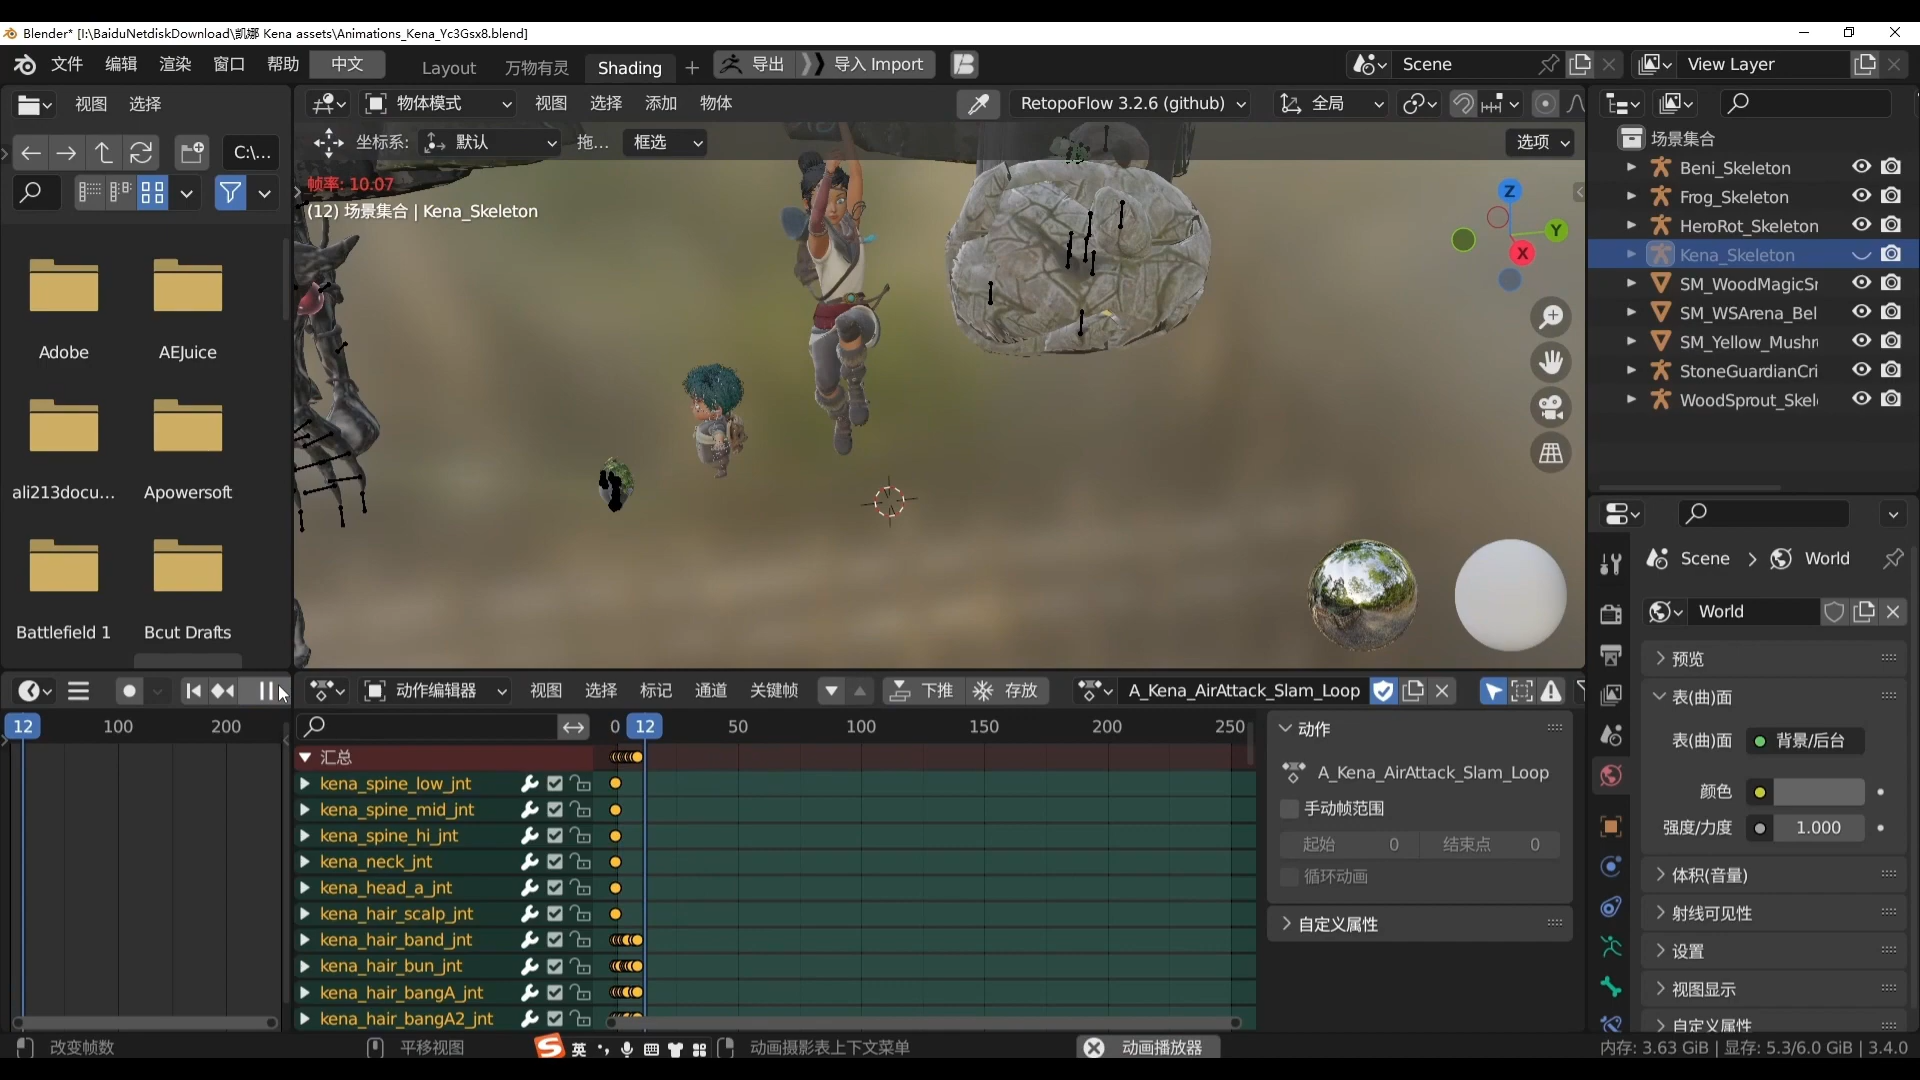 Blender* [I:\BaiduNetdiskDownload\凯娜 Kena assets\Animations_Kena_Yc3Gsx8.blend]
文件 编辑 渲染 窗口 帮助 中文 Layout 万物有灵 Shading + 导出 导入 Import Scene View Layer
视图 选择
物体模式 视图 选择 添加 物体 RetopoFlow 3.2.6 (github) 全局
C:\...
坐标系: 默认 拖... 框选 选项
帧率: 10.07
(12) 场景集合 | Kena_Skeleton
Z
Y
X
Adobe AEJuice
ali213docu... Apowersoft
Battlefield 1 Bcut Drafts
场景集合
Beni_Skeleton
Frog_Skeleton
HeroRot_Skeleton
Kena_Skeleton
SM_WoodMagicSr
SM_WSArena_Bel
SM_Yellow_Mushr
StoneGuardianCri
WoodSprout_Skel
Scene World
World
预览
表(曲)面
表(曲)面 背景/后台
颜色
强度/力度 1.000
体积(音量)
射线可见性
设置
视图显示
自定义属性
12 100 200
动作编辑器 视图 选择 标记 通道 关键帧 下推 存放 A_Kena_AirAttack_Slam_Loop
0 12 50 100 150 200 250
汇总
kena_spine_low_jnt
kena_spine_mid_jnt
kena_spine_hi_jnt
kena_neck_jnt
kena_head_a_jnt
kena_hair_scalp_jnt
kena_hair_band_jnt
kena_hair_bun_jnt
kena_hair_bangA_jnt
kena_hair_bangA2_jnt
动作
A_Kena_AirAttack_Slam_Loop
手动帧范围
起始 0 结束点 0
循环动画
自定义属性
改变帧数 平移视图 英 动画摄影表上下文菜单 动画播放器 内存: 3.63 GiB | 显存: 5.3/6.0 GiB | 3.4.0